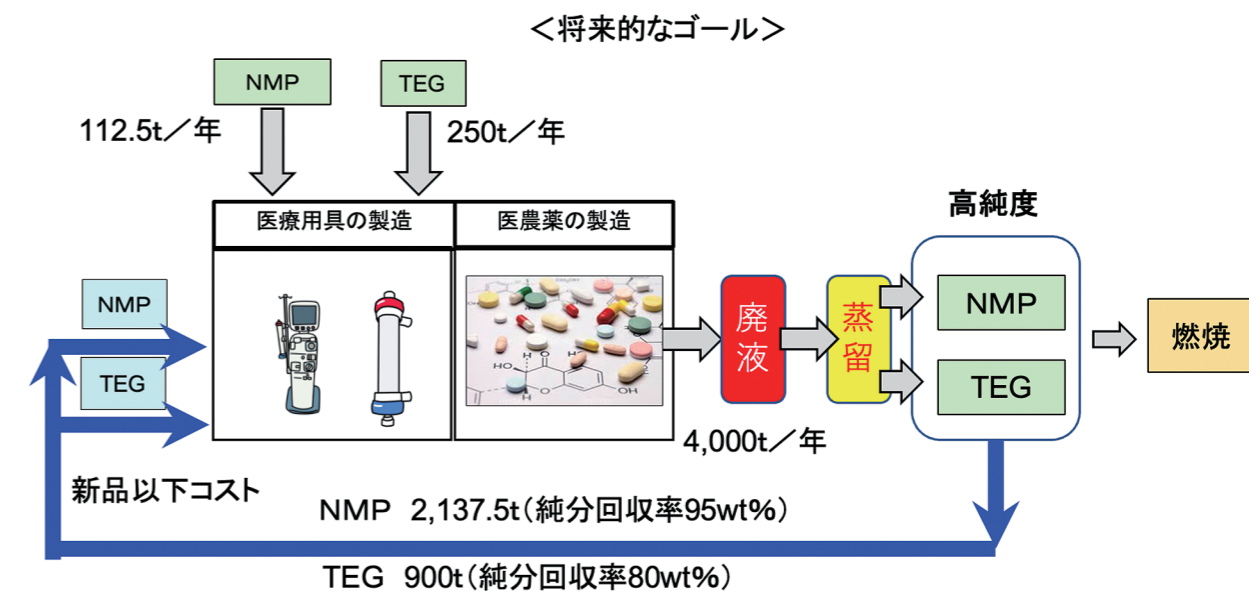 ＜将来的なゴール＞
NMP
TEG
112.5t／年
250t／年
医療用具の製造
医農薬の製造
高純度
NMP
TEG
HO
O
H
H
O
H
OH
廃液
蒸留
NMP
TEG
燃焼
4,000t／年
新品以下コスト
NMP 2,137.5t（純分回収率95wt%）
TEG 900t（純分回収率80wt%）